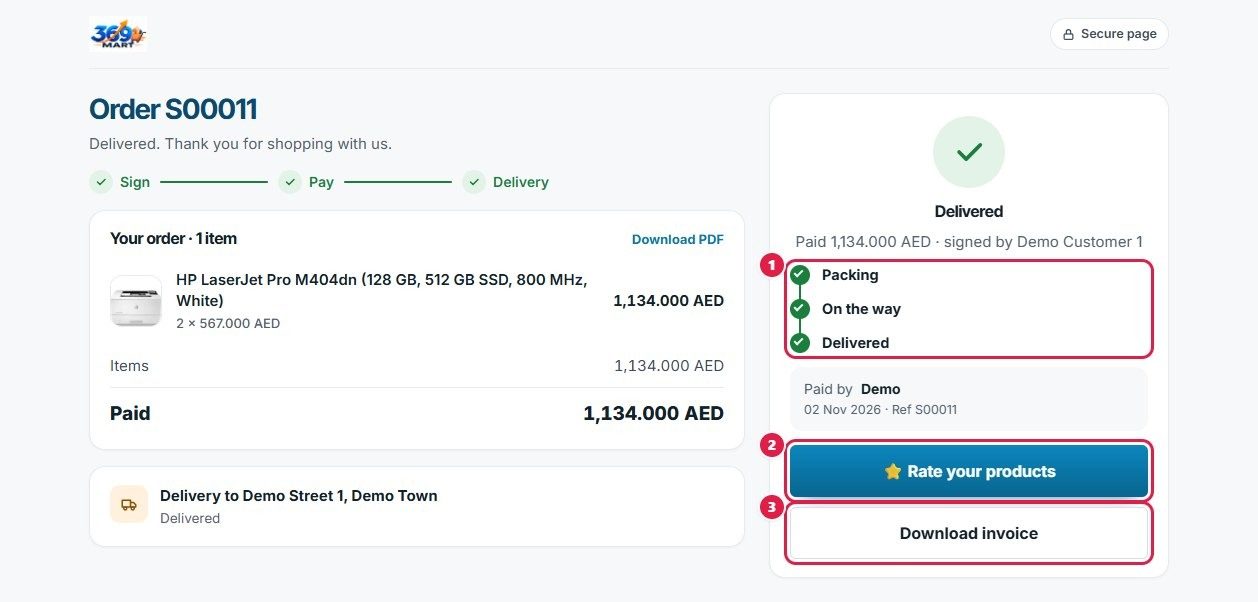 369
MART
Secure page
Order S00011
Delivered. Thank you for shopping with us.
Sign
Pay
Delivery
Your order · 1 item
Download PDF
HP LaserJet Pro M404dn (128 GB, 512 GB SSD, 800 MHz,
White)
1,134.000 AED
2 × 567.000 AED
Items
1,134.000 AED
Paid
1,134.000 AED
Delivery to Demo Street 1, Demo Town
Delivered
Delivered
Paid 1,134.000 AED · signed by Demo Customer 1
1
Packing
On the way
Delivered
Paid by Demo
02 Nov 2026 · Ref S00011
2
Rate your products
3
Download invoice